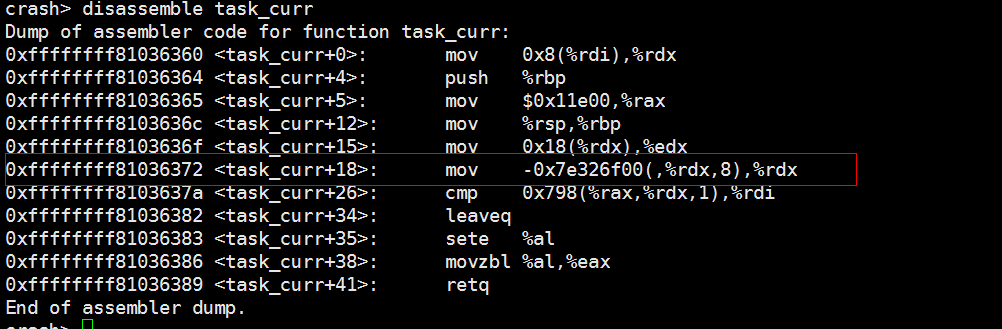 crash> disassemble task_curr
Dump of assembler code for function task_curr:
0xffffffff81036360 <task_curr+0>: mov 0x8(%rdi),%rdx
0xffffffff81036364 <task_curr+4>: push %rbp
0xffffffff81036365 <task_curr+5>: mov $0x11e00,%rax
0xffffffff8103636c <task_curr+12>: mov %rsp,%rbp
0xffffffff8103636f <task_curr+15>: mov 0x18(%rdx),%edx
0xffffffff81036372 <task_curr+18>: mov -0x7e326f00(,%rdx,8),%rdx
0xffffffff8103637a <task_curr+26>: cmp 0x798(%rax,%rdx,1),%rdi
0xffffffff81036382 <task_curr+34>: leaveq
0xffffffff81036383 <task_curr+35>: sete %al
0xffffffff81036386 <task_curr+38>: movzbl %al,%eax
0xffffffff81036389 <task_curr+41>: retq
End of assembler dump.
crash>